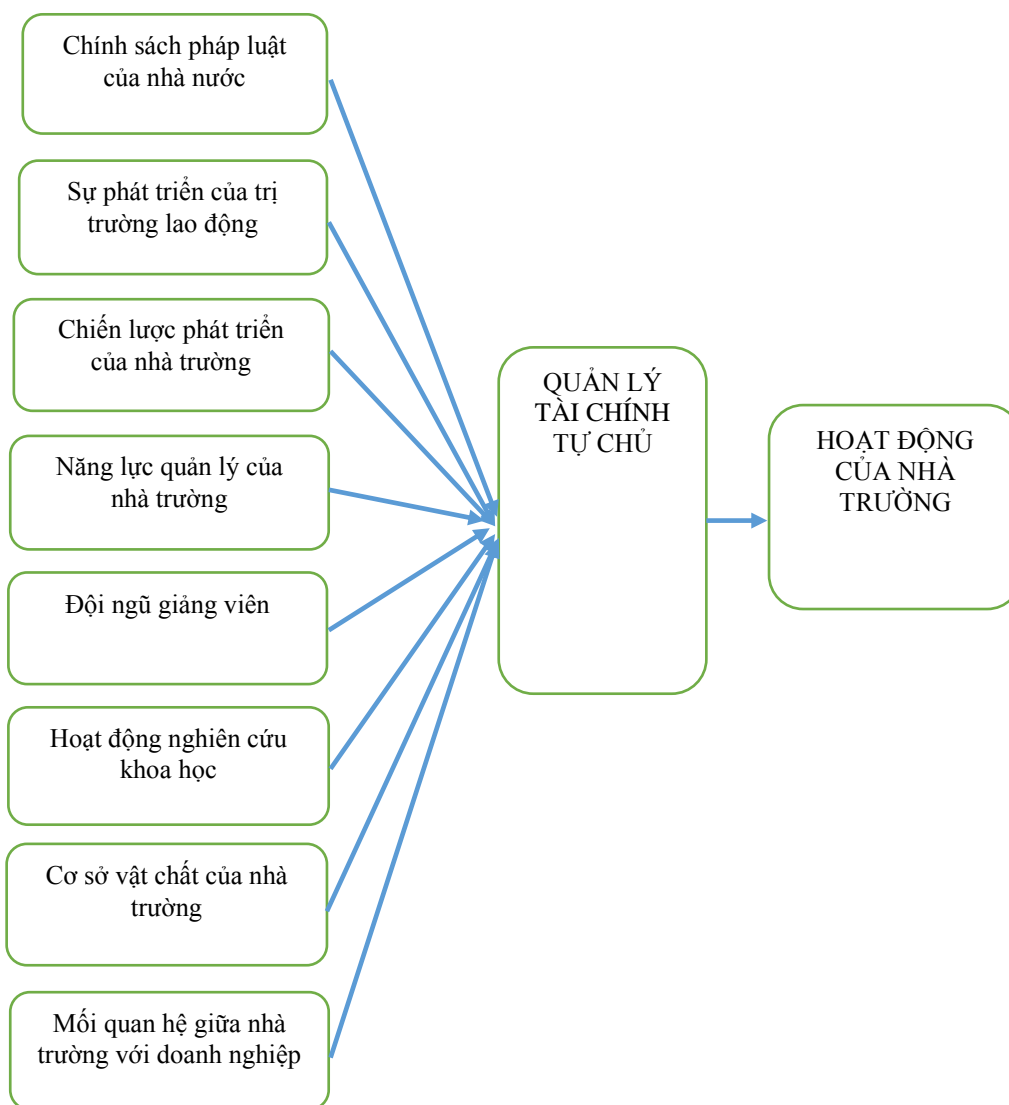 Chính sách pháp luật
của nhà nước
Sự phát triển của trị
trường lao động
Chiến lược phát triển
của nhà trường
Năng lực quản lý của
nhà trường
Đội ngũ giảng viên
Hoạt động nghiên cứu
khoa học
Cơ sở vật chất của nhà
trường
Mối quan hệ giữa nhà
trường với doanh nghiệp
QUẢN LÝ
TÀI CHÍNH
TỰ CHỦ
HOẠT ĐỘNG
CỦA NHÀ
TRƯỜNG